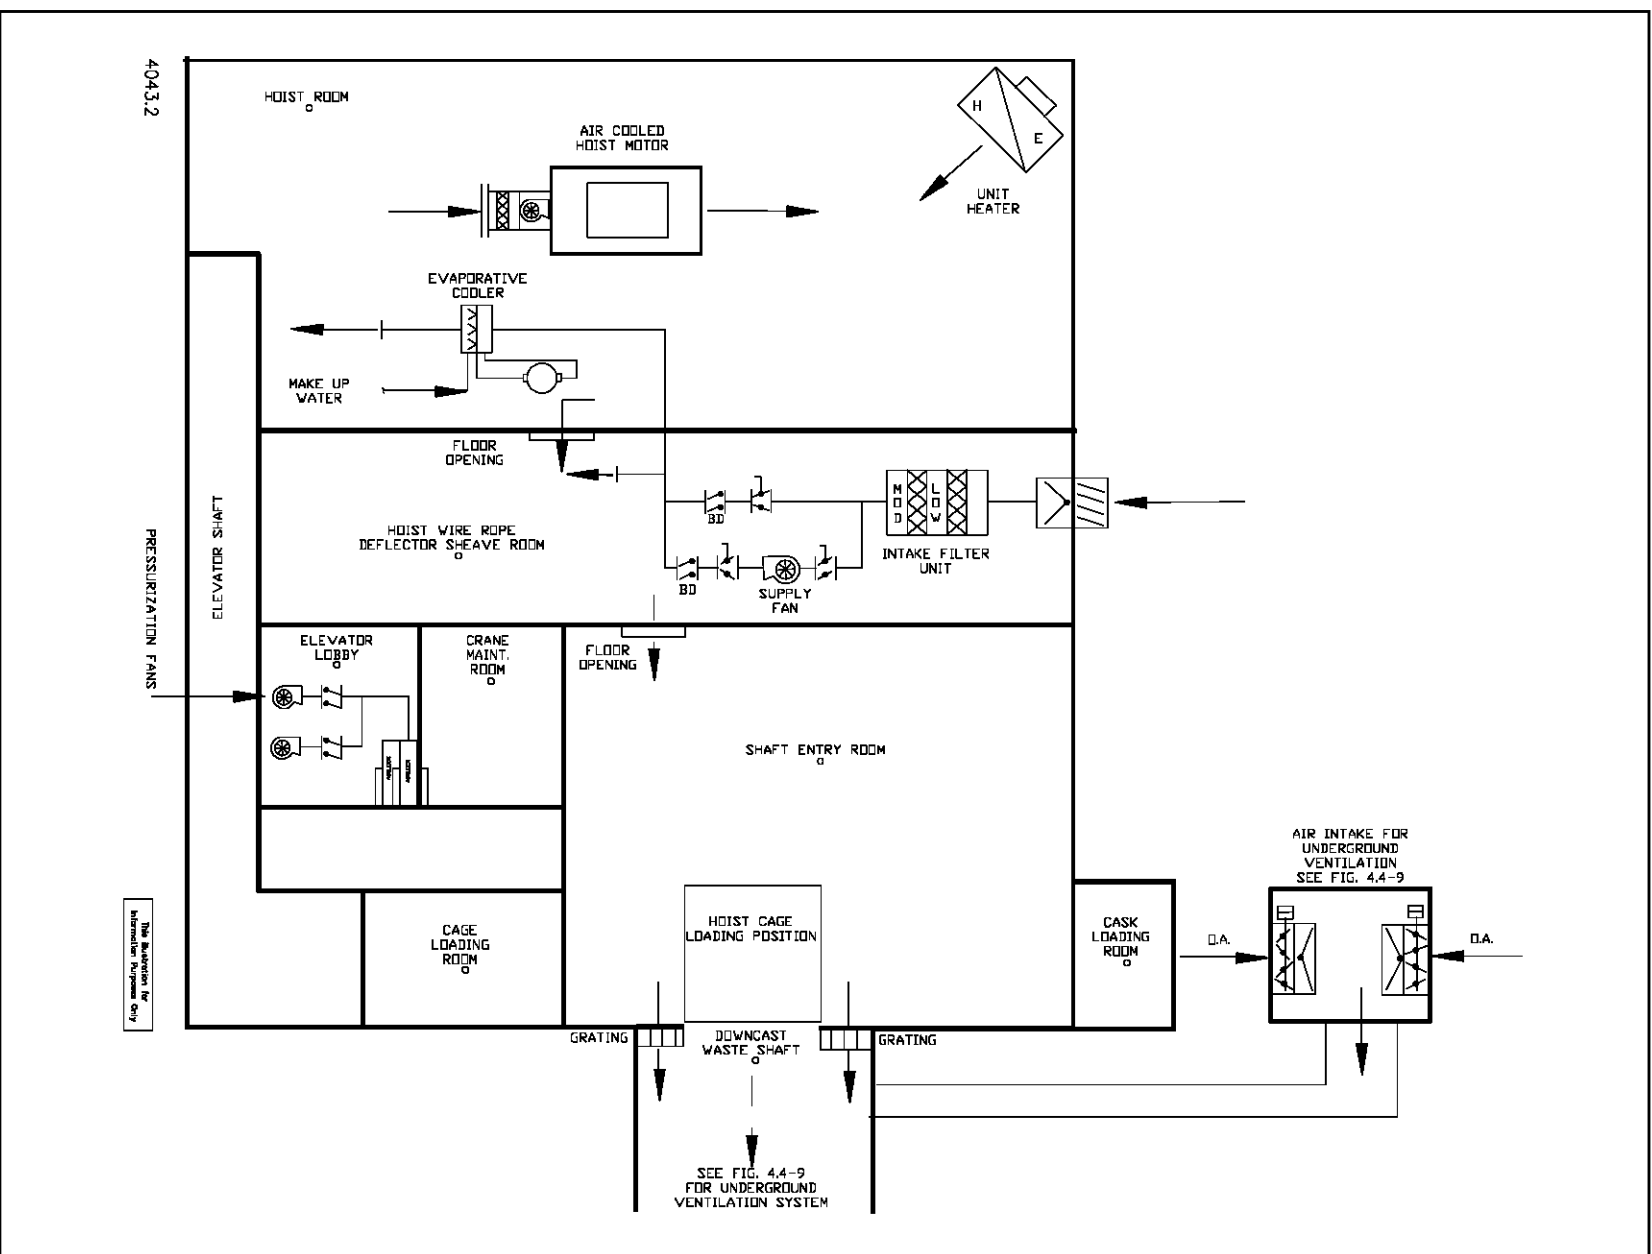 4043.2
HOIST ROOM
AIR COOLED
HOIST MOTOR
H
E
UNIT
HEATER
EVAPORATIVE
COOLER
MAKE UP
WATER
FLOOR
OPENING
ELEVATOR SHAFT
PRESSURIZATION FANS
HOIST WIRE ROPE
DEFLECTOR SHEAVE ROOM
BD
BD
SUPPLY
FAN
MOD
LOW
INTAKE FILTER
UNIT
ELEVATOR
LOBBY
CRANE
MAINT.
ROOM
FLOOR
OPENING
SHAFT ENTRY ROOM
AIR INTAKE FOR
UNDERGROUND
VENTILATION
SEE FIG. 4.4-9
This Illustration for
Information Purposes Only
CAGE
LOADING
ROOM
HOIST CAGE
LOADING POSITION
CASK
LOADING
ROOM
O.A.
O.A.
GRATING
DOWNCAST
WASTE SHAFT
GRATING
SEE FIG. 4.4-9
FOR UNDERGROUND
VENTILATION SYSTEM